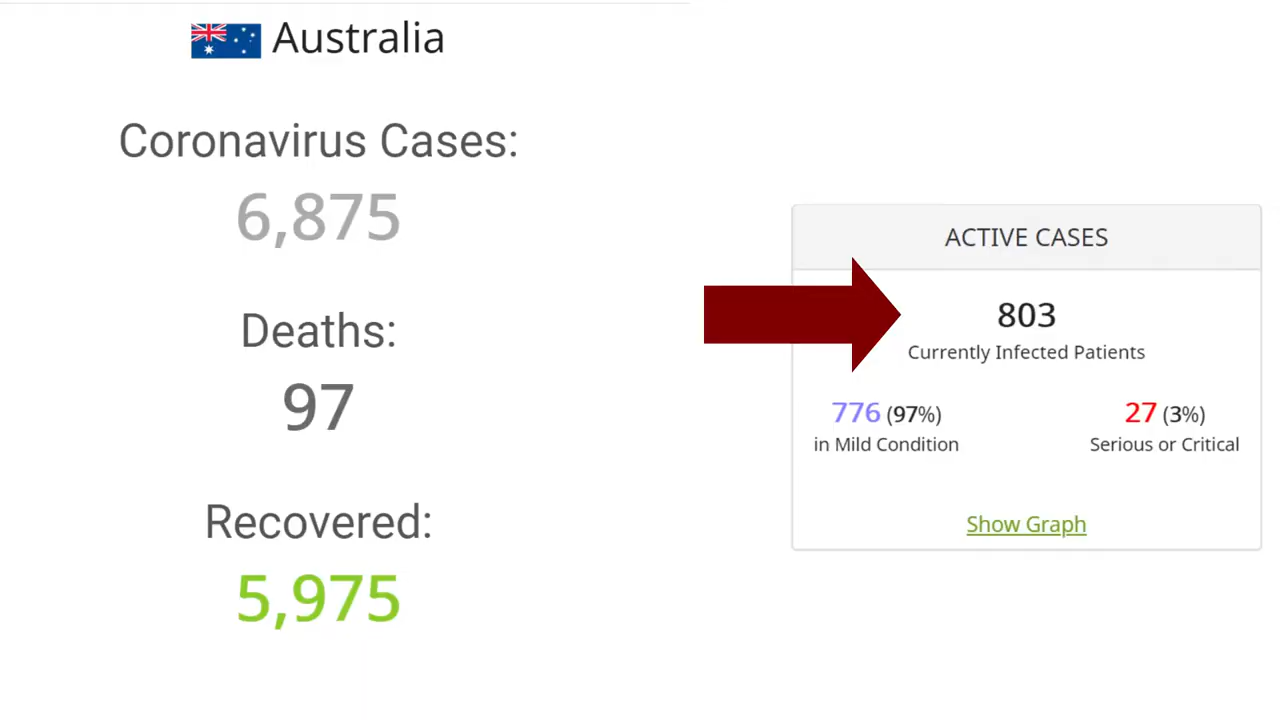 Australia
Coronavirus Cases:
6,875
Deaths:
97
Recovered:
5,975
ACTIVE CASES
803
Currently Infected Patients
776 (97%)
in Mild Condition
27 (3%)
Serious or Critical
Show Graph